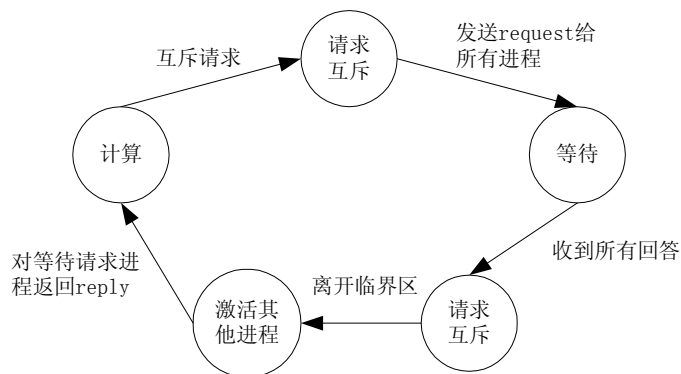 互斥请求
请求
互斥
发送request给
所有进程
计算
等待
对等待请求进
程返回reply
收到所有回答
离开临界区
激活其
他进程
请求
互斥